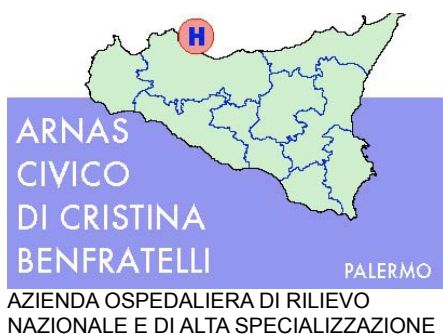 H
ARNAS
CIVICO
DI CRISTINA
BENFRATELLI
PALERMO
AZIENDA OSPEDALIERA DI RILIEVO
NAZIONALE E DI ALTA SPECIALIZZAZIONE